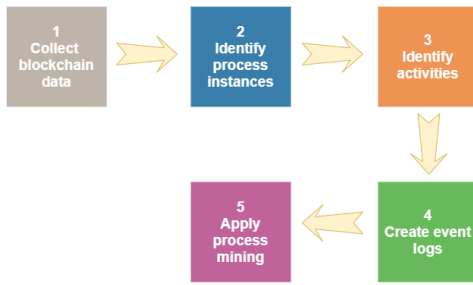 1
Collect
blockchain
data
2
Identify
process
instances
3
Identify
activities
4
Create event
logs
5
Apply
process
mining